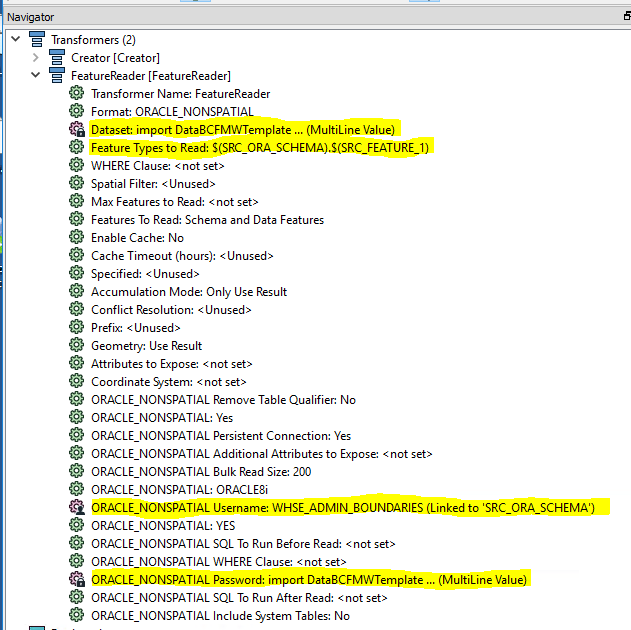 Navigator
Transformers (2)
Creator [Creator]
FeatureReader [FeatureReader]
Transformer Name: FeatureReader
Format: ORACLE_NONSPATIAL
Dataset: import DataBCFMWTemplate ... (MultiLine Value)
Feature Types to Read: $(SRC_ORA_SCHEMA).$(SRC_FEATURE_1)
WHERE Clause: <not set>
Spatial Filter: <Unused>
Max Features to Read: <not set>
Features To Read: Schema and Data Features
Enable Cache: No
Cache Timeout (hours): <Unused>
Specified: <Unused>
Accumulation Mode: Only Use Result
Conflict Resolution: <Unused>
Prefix: <Unused>
Geometry: Use Result
Attributes to Expose: <not set>
Coordinate System: <not set>
ORACLE_NONSPATIAL Remove Table Qualifier: No
ORACLE_NONSPATIAL: Yes
ORACLE_NONSPATIAL Persistent Connection: Yes
ORACLE_NONSPATIAL Additional Attributes to Expose: <not set>
ORACLE_NONSPATIAL Bulk Read Size: 200
ORACLE_NONSPATIAL: ORACLE8i
ORACLE_NONSPATIAL Username: WHSE_ADMIN_BOUNDARIES (Linked to 'SRC_ORA_SCHEMA')
ORACLE_NONSPATIAL: YES
ORACLE_NONSPATIAL SQL To Run Before Read: <not set>
ORACLE_NONSPATIAL WHERE Clause: <not set>
ORACLE_NONSPATIAL Password: import DataBCFMWTemplate ... (MultiLine Value)
ORACLE_NONSPATIAL SQL To Run After Read: <not set>
ORACLE_NONSPATIAL Include System Tables: No